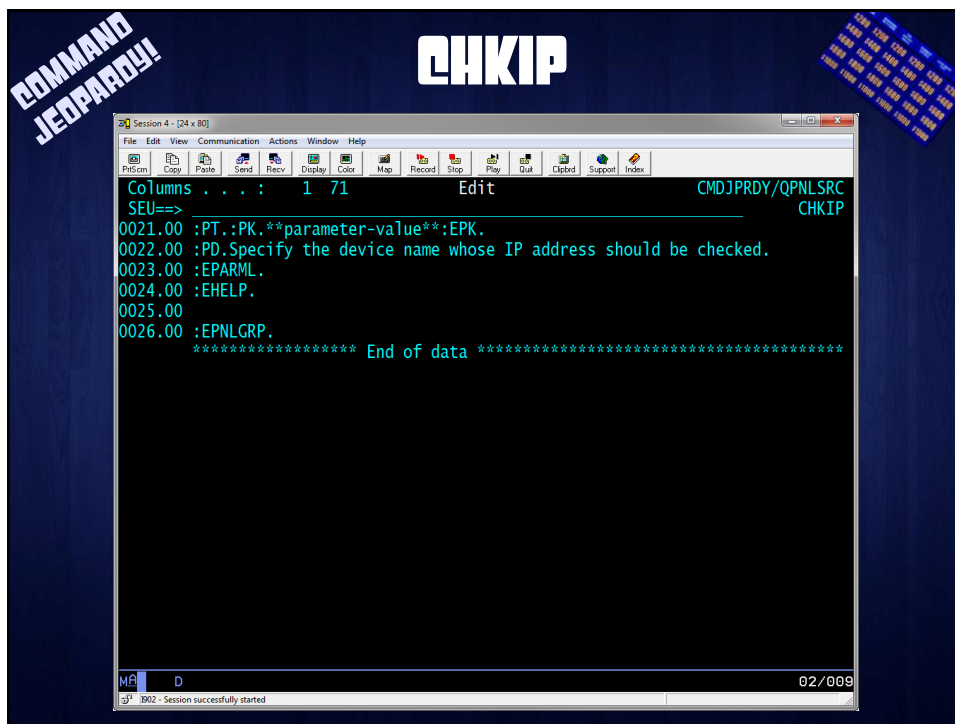 COMMAND
JEOPARDY!
CHKIP
Session 4 - [24 x 80]
File Edit View Communication Actions Window Help
PrtScrn Copy Paste Send Recv Display Color Map Record Stop Play Quit Clipbrd Support Index
Columns . . . : 1 71 Edit CMDJPRDY/QPNLSRC
SEU==> CHKIP
0021.00 :PT.:PK.**parameter-value**:EPK.
0022.00 :PD.Specify the device name whose IP address should be checked.
0023.00 :EPARML.
0024.00 :EHELP.
0025.00
0026.00 :EPNLGRP.
****************** End of data ****************************************
MA D 02/009
I902 - Session successfully started